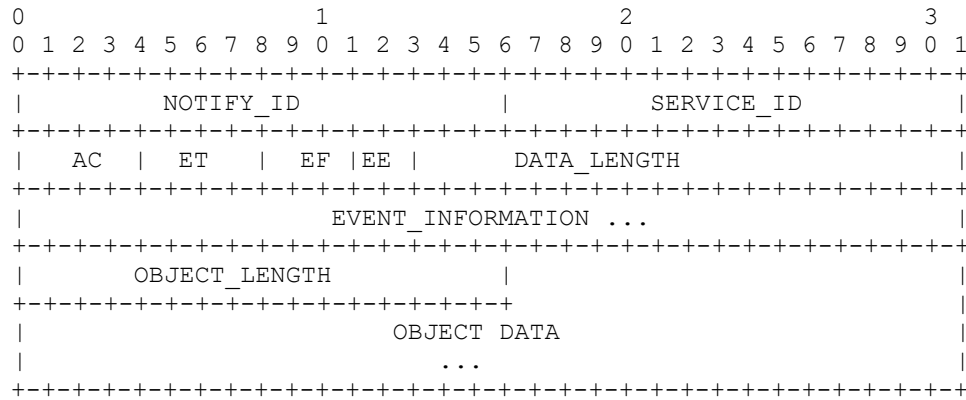 0                   1                   2                   3
0 1 2 3 4 5 6 7 8 9 0 1 2 3 4 5 6 7 8 9 0 1 2 3 4 5 6 7 8 9 0 1
+-+-+-+-+-+-+-+-+-+-+-+-+-+-+-+-+-+-+-+-+-+-+-+-+-+-+-+-+-+-+-+
|         NOTIFY_ID             |         SERVICE_ID          |
+-+-+-+-+-+-+-+-+-+-+-+-+-+-+-+-+-+-+-+-+-+-+-+-+-+-+-+-+-+-+-+
|   AC  |  ET   |  EF |EE |      DATA_LENGTH                  |
+-+-+-+-+-+-+-+-+-+-+-+-+-+-+-+-+-+-+-+-+-+-+-+-+-+-+-+-+-+-+-+
|                    EVENT_INFORMATION ...                    |
+-+-+-+-+-+-+-+-+-+-+-+-+-+-+-+-+-+-+-+-+-+-+-+-+-+-+-+-+-+-+-+
|       OBJECT_LENGTH           |                             |
+-+-+-+-+-+-+-+-+-+-+-+-+-+-+-+-+                             |
|                        OBJECT DATA                          |
|                           ...                               |
+-+-+-+-+-+-+-+-+-+-+-+-+-+-+-+-+-+-+-+-+-+-+-+-+-+-+-+-+-+-+-+